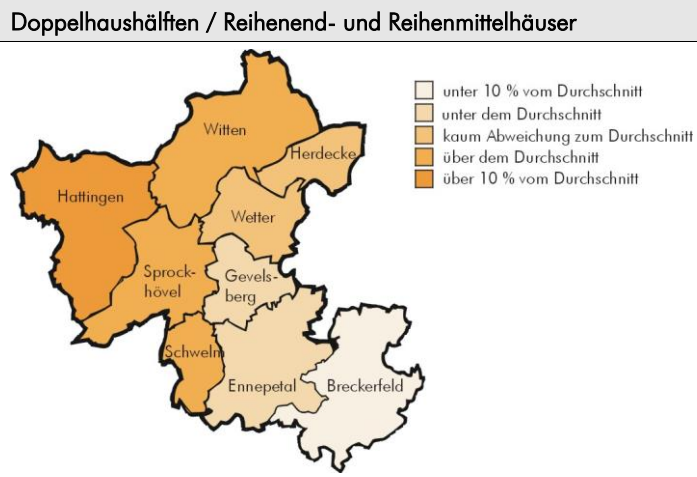 Doppelhaushälften / Reihenend- und Reihenmittelhäuser
unter 10 % vom Durchschnitt
unter dem Durchschnitt
kaum Abweichung zum Durchschnitt
über dem Durchschnitt
über 10 % vom Durchschnitt
Witten
Herdecke
Hattingen
Wetter
Sprock-
hövel
Gevels-
berg
Schwelm
Ennepetal
Breckerfeld